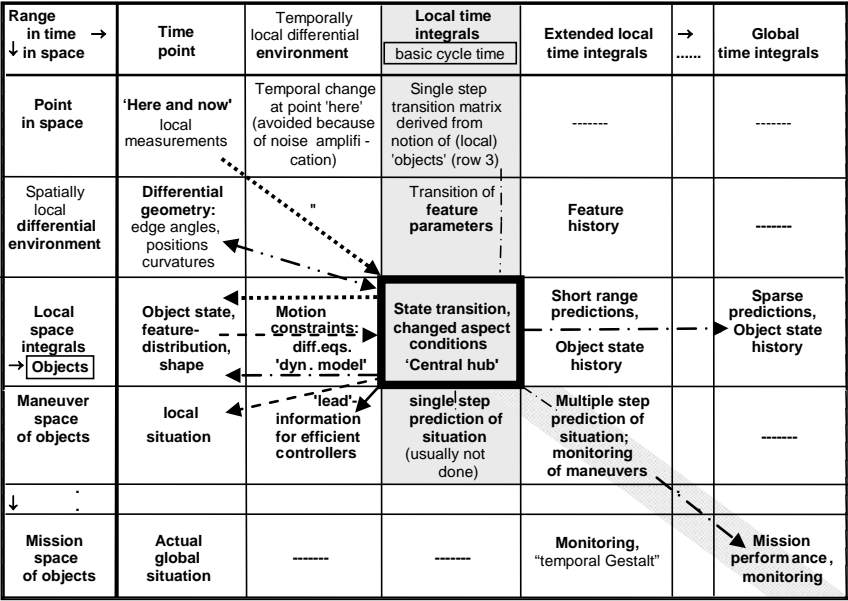 Range
in time →
↓ in space
Time
point
Temporally
local differential
environment
Local time
integrals
basic cycle time
Extended local
time integrals
→
......
Global
time integrals
Point
in space
'Here and now'
local
measurements
Temporal change
at point 'here'
(avoided because
of noise amplifi -
cation)
Single step
transition matrix
derived from
notion of (local)
'objects' (row 3)
-------
-------
Spatially
local
differential
environment
Differential
geometry:
edge angles,
positions
curvatures
"
Transition of
feature
parameters
Feature
history
-------
Local
space
integrals
→ Objects
Object state,
feature-
distribution,
shape
Motion
constraints:
diff.eqs.
'dyn. model'
State transition,
changed aspect
conditions
'Central hub'
Short range
predictions,
Object state
history
Sparse
predictions,
Object state
history
Maneuver
space
of objects
local
situation
'lead'-
information
for efficient
controllers
single step
prediction of
situation
(usually not
done)
Multiple step
prediction of
situation;
monitoring
of maneuvers
-------
↓ :
:
Mission
space
of objects
Actual
global
situation
-------
-------
Monitoring,
“temporal Gestalt”
Mission
performance,
monitoring